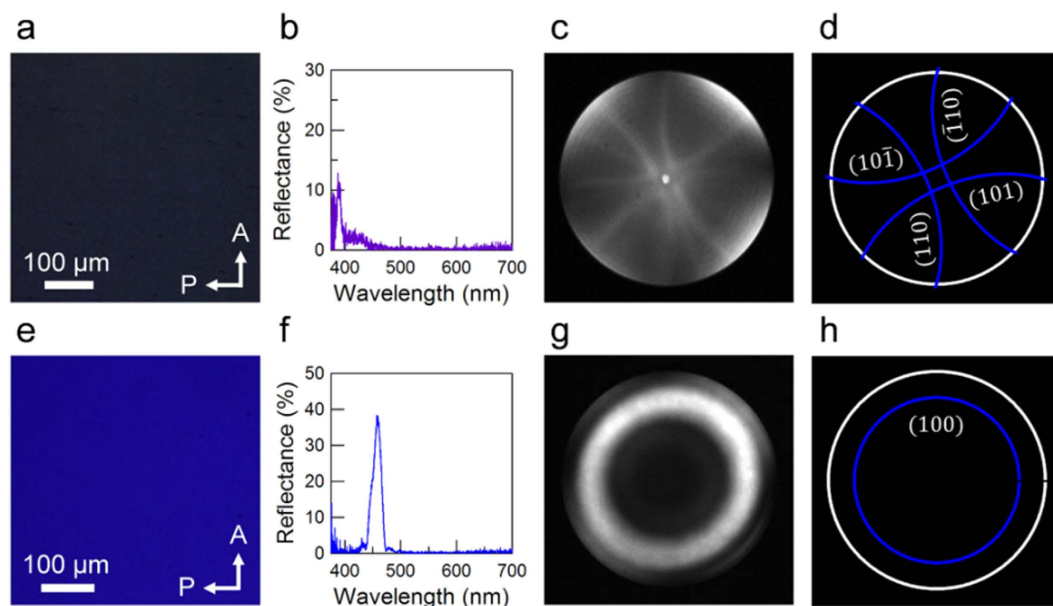 a
b
c
d
100 µm
A
P
Reflectance (%)
30
20
10
0
400
500
600
700
Wavelength (nm)
(1̄10)
(101̄)
(101)
(110)
e
f
g
h
100 µm
A
P
Reflectance (%)
50
40
30
20
10
0
400
500
600
700
Wavelength (nm)
(100)